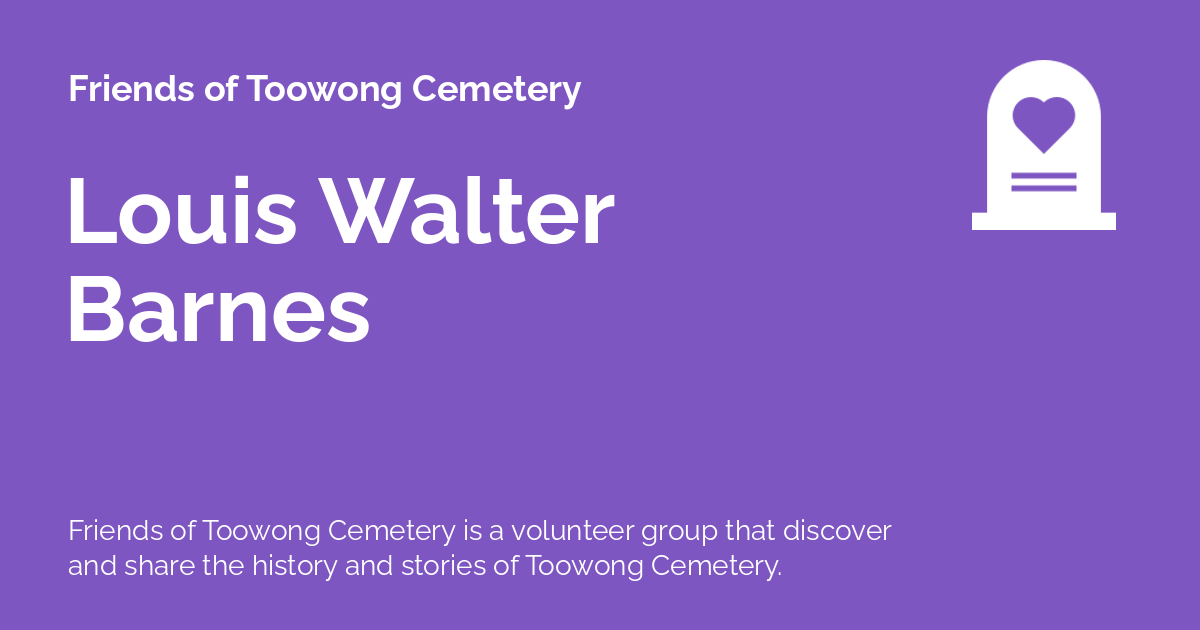 Friends of Toowong Cemetery
Louis Walter
Barnes
Friends of Toowong Cemetery is a volunteer group that discover
and share the history and stories of Toowong Cemetery.